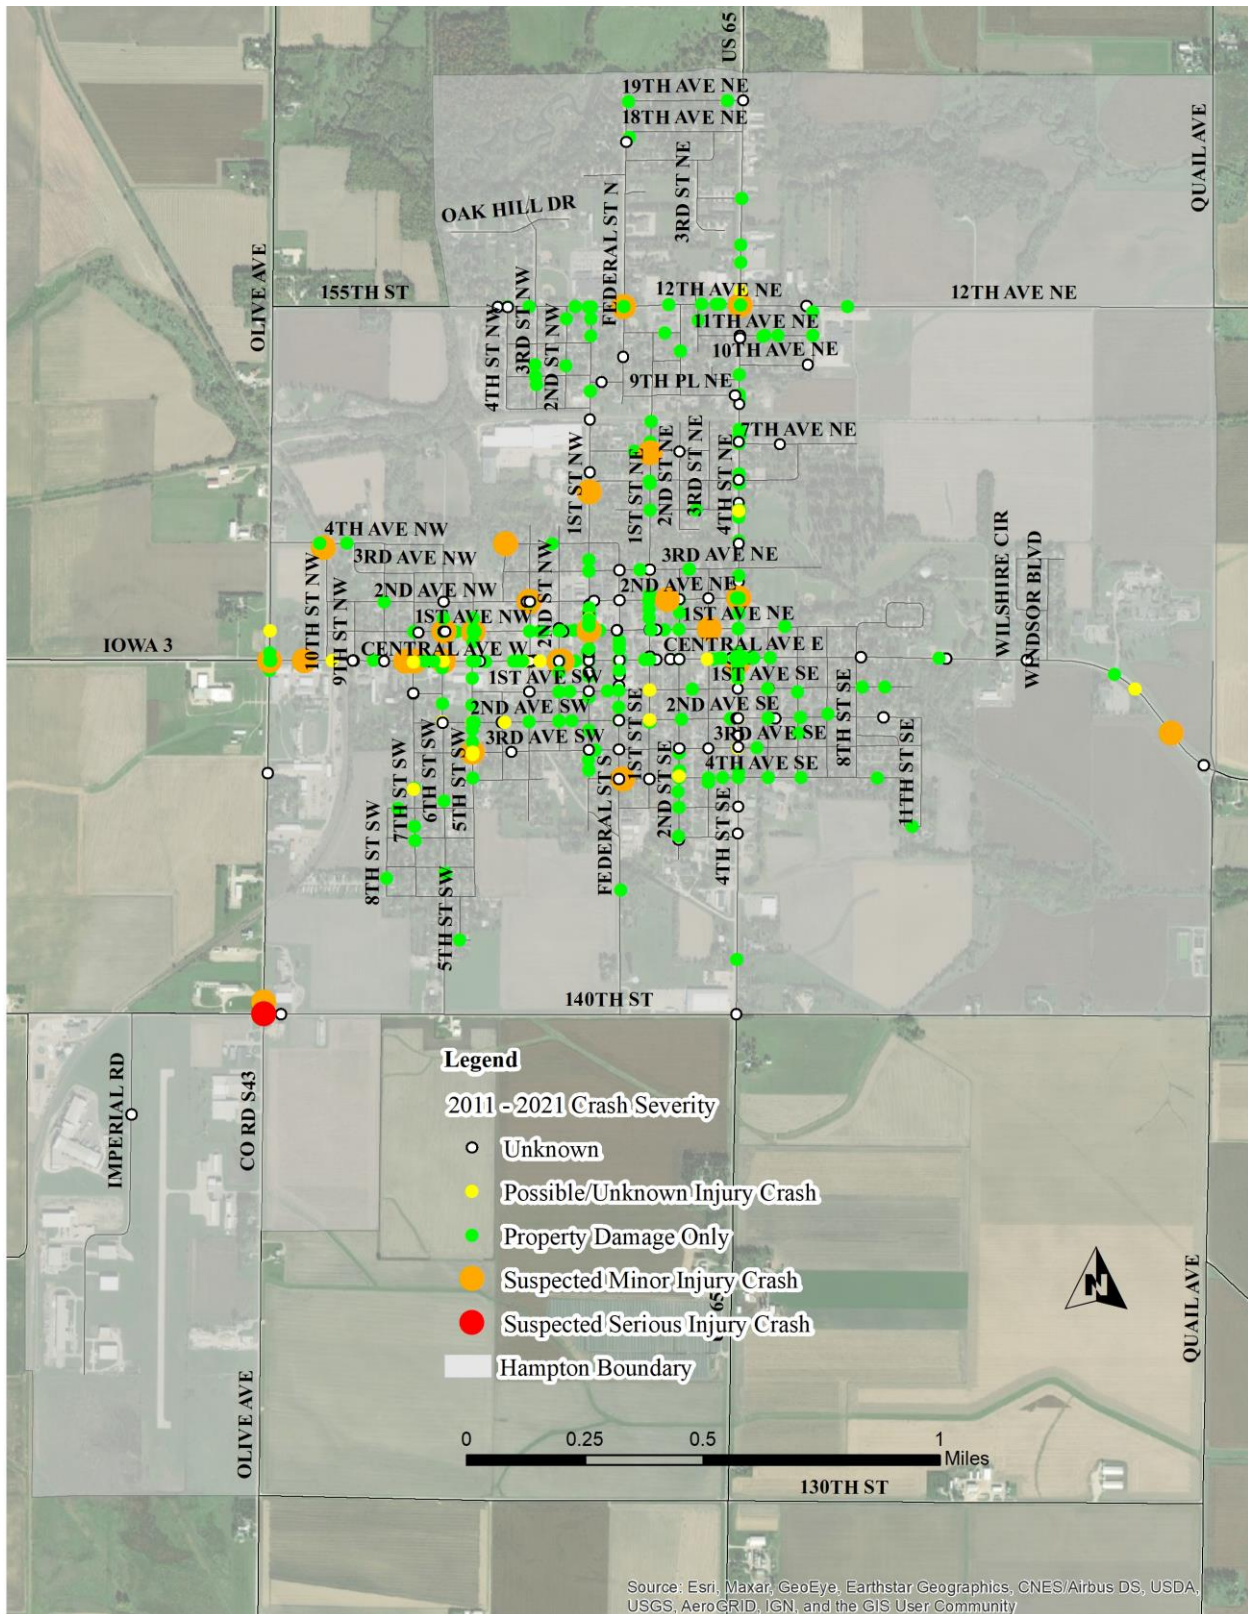 US 65
19TH AVE NE
18TH AVE NE
QUAIL AVE
3RD ST NE
OAK HILL DR
OLIVE AVE
FEDERAL ST N
155TH ST
12TH AVE NE
12TH AVE NE
3RD ST NW
4TH ST NW
2ND ST NW
11TH AVE NE
10TH AVE NE
9TH PL NE
7TH AVE NE
1ST ST NW
1ST ST NE
2ND ST NE
3RD ST NE
4TH ST NE
4TH AVE NW
3RD AVE NW
3RD AVE NE
2ND AVE NW
2ND ST NW
2ND AVE NE
WILSHIRE CIR
WINDSOR BLVD
10TH ST NW
9TH ST NW
1ST AVE NW
1ST AVE NE
IOWA 3
CENTRAL AVE W
CENTRAL AVE E
1ST AVE SW
1ST AVE SE
2ND AVE SW
2ND AVE SE
3RD AVE SW
3RD AVE SE
1ST ST SE
8TH ST SE
4TH AVE SE
11TH ST SE
7TH ST SW
6TH ST SW
5TH ST SW
8TH ST SW
FEDERAL ST S
2ND ST SE
4TH ST SE
5TH ST SW
140TH ST
IMPERIAL RD
CO RD S43
Legend
2011 - 2021 Crash Severity
Unknown
Possible/Unknown Injury Crash
Property Damage Only
Suspected Minor Injury Crash
Suspected Serious Injury Crash
Hampton Boundary
N
65
QUAIL AVE
OLIVE AVE
0 0.25 0.5 1
Miles
130TH ST
Source: Esri, Maxar, GeoEye, Earthstar Geographics, CNES/Airbus DS, USDA,
USGS, AeroGRID, IGN, and the GIS User Community